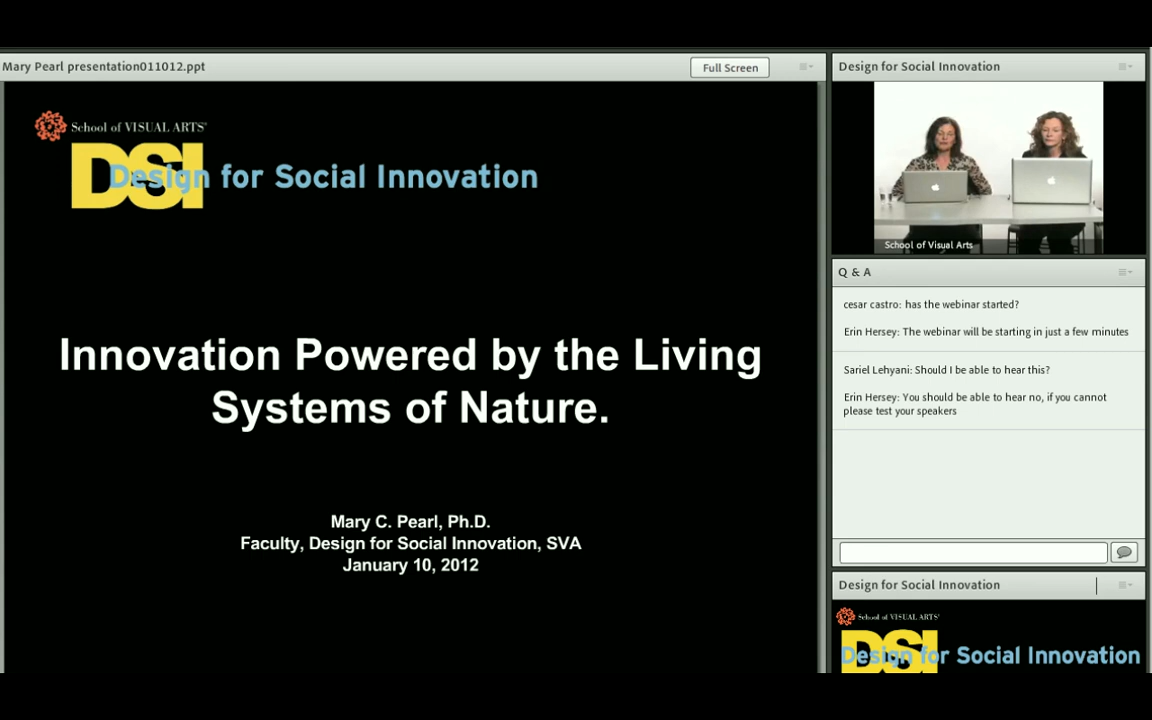 Mary Pearl presentation011012.ppt
Full Screen
School of VISUAL ARTS®
DSI
Design for Social Innovation
Innovation Powered by the Living
Systems of Nature.
Mary C. Pearl, Ph.D.
Faculty, Design for Social Innovation, SVA
January 10, 2012
Design for Social Innovation
School of Visual Arts
Q & A
cesar castro: has the webinar started?
Erin Hersey: The webinar will be starting in just a few minutes
Sariel Lehyani: Should I be able to hear this?
Erin Hersey: You should be able to hear no, if you cannot
please test your speakers
Design for Social Innovation
School of VISUAL ARTS®
DSI
Design for Social Innovation